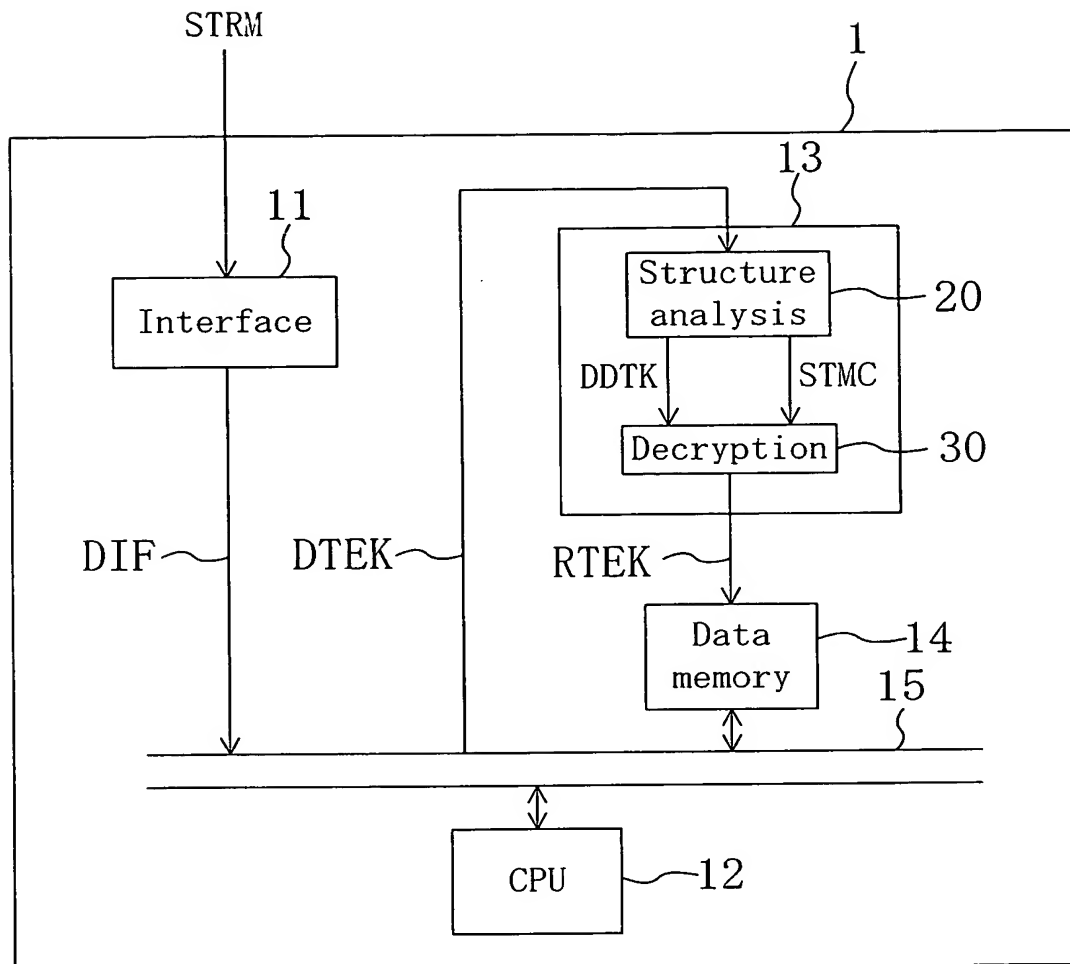 STRM
1
13
11
Interface
Structure
analysis
20
DDTK
STMC
Decryption
30
DIF
DTEK
RTEK
Data
memory
14
15
CPU
12